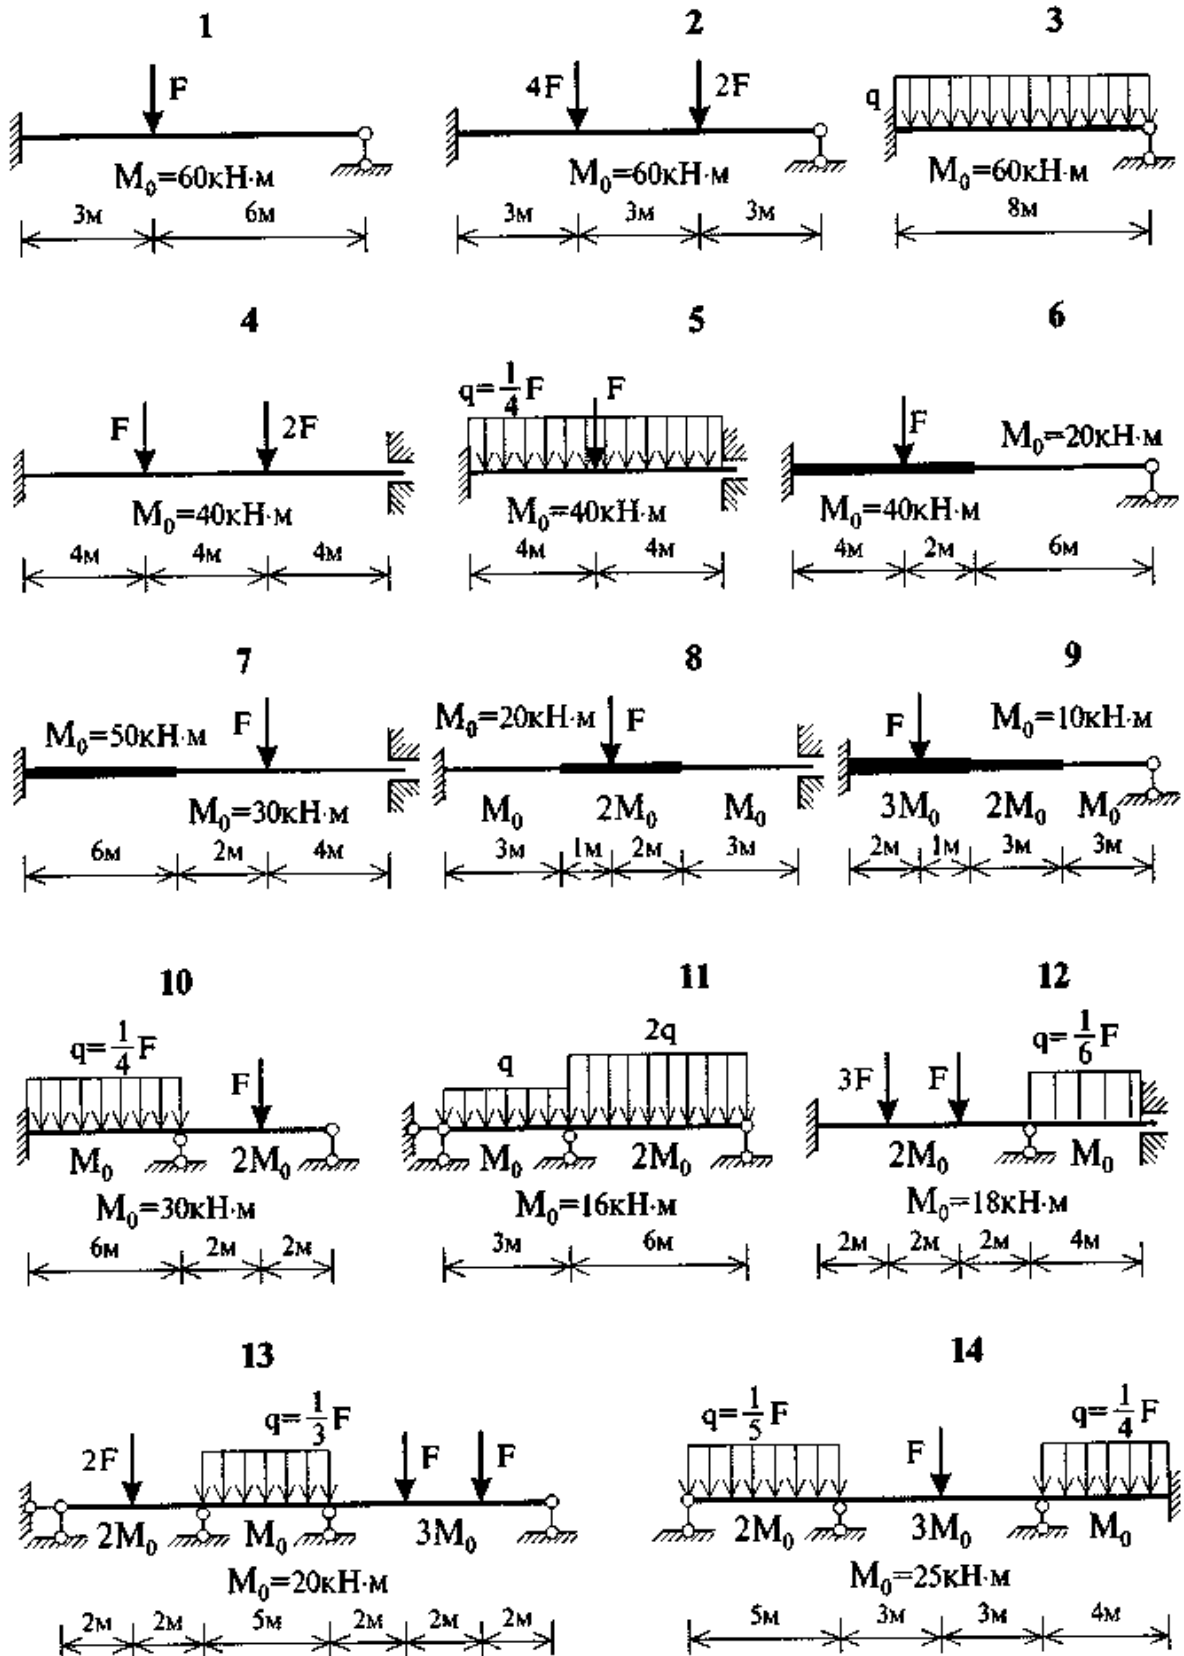 1 2 3
F 4F 2F q
M₀=60кН·м M₀=60кН·м M₀=60кН·м
3м 6м 3м 3м 3м 8м
4 5 6
F 2F q=1/4F F F M₀=20кН·м
M₀=40кН·м M₀=40кН·м M₀=40кН·м
4м 4м 4м 4м 4м 4м 2м 6м
7 8 9
M₀=50кН·м F M₀=20кН·м F F M₀=10кН·м
M₀=30кН·м M₀ 2M₀ M₀ 3M₀ 2M₀ M₀
6м 2м 4м 3м 1м 2м 3м 2м 1м 3м 3м
10 11 12
q=1/4F F q 2q 3F F q=1/6F
M₀ 2M₀ M₀ 2M₀ 2M₀ M₀
M₀=30кН·м M₀=16кН·м M₀=18кН·м
6м 2м 2м 3м 6м 2м 2м 2м 4м
13 14
2F q=1/3F F F q=1/5F F q=1/4F
2M₀ M₀ 3M₀ 2M₀ 3M₀ M₀
M₀=20кН·м M₀=25кН·м
2м 2м 5м 2м 2м 2м 5м 3м 3м 4м